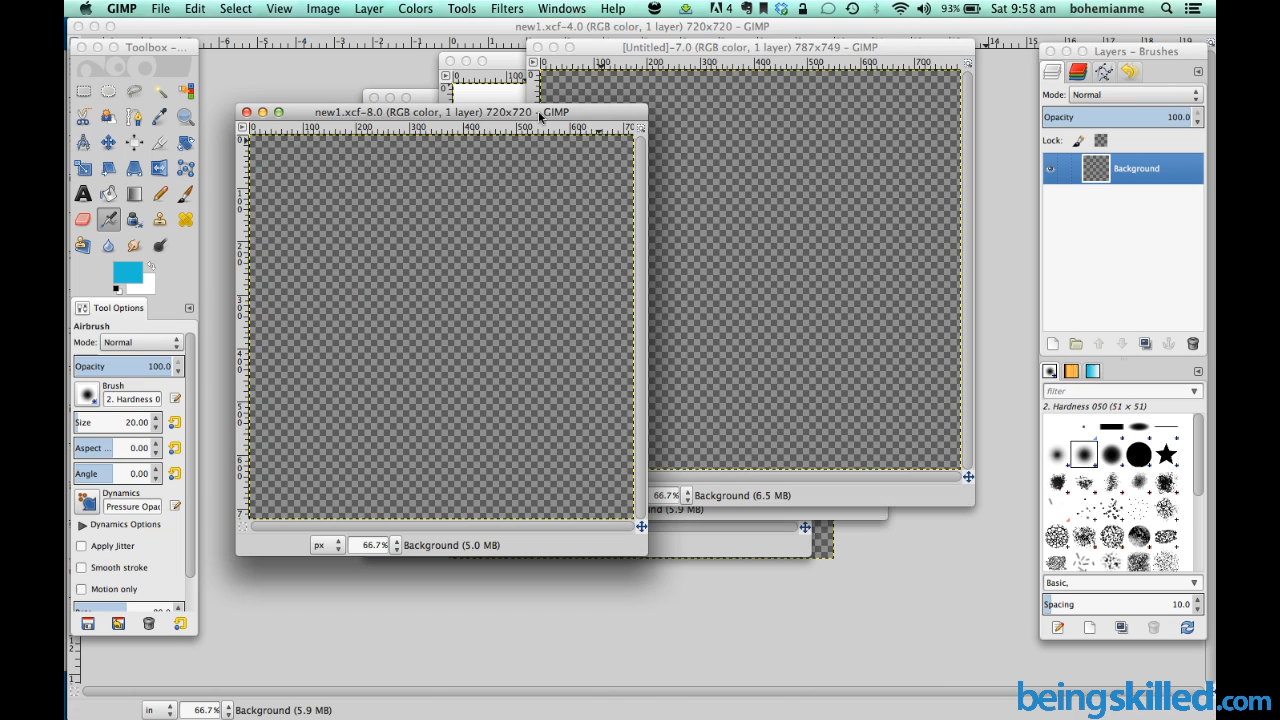 GIMP File Edit Select View Image Layer Colors Tools Filters Windows Help 4 93% Sat 9:58 am bohemianme
new1.xcf-4.0 (RGB color, 1 layer) 720x720 – GIMP
Toolbox –...
[Untitled]-7.0 (RGB color, 1 layer) 787x749 – GIMP
Layers – Brushes
new1.xcf-8.0 (RGB color, 1 layer) 720x720 – GIMP
Mode: Normal
Opacity 100.0
Lock:
Background
Tool Options
Airbrush
Mode: Normal
Opacity 100.0
Brush
2. Hardness 0
Size 20.00
Aspect ... 0.00
Angle 0.00
Dynamics
Pressure Opac
Dynamics Options
Apply Jitter
Smooth stroke
Motion only
filter
2. Hardness 050 (51 × 51)
Basic,
Spacing 10.0
66.7% Background (6.5 MB)
px 66.7% Background (5.0 MB)
in 66.7% Background (5.9 MB)
beingskilled.com